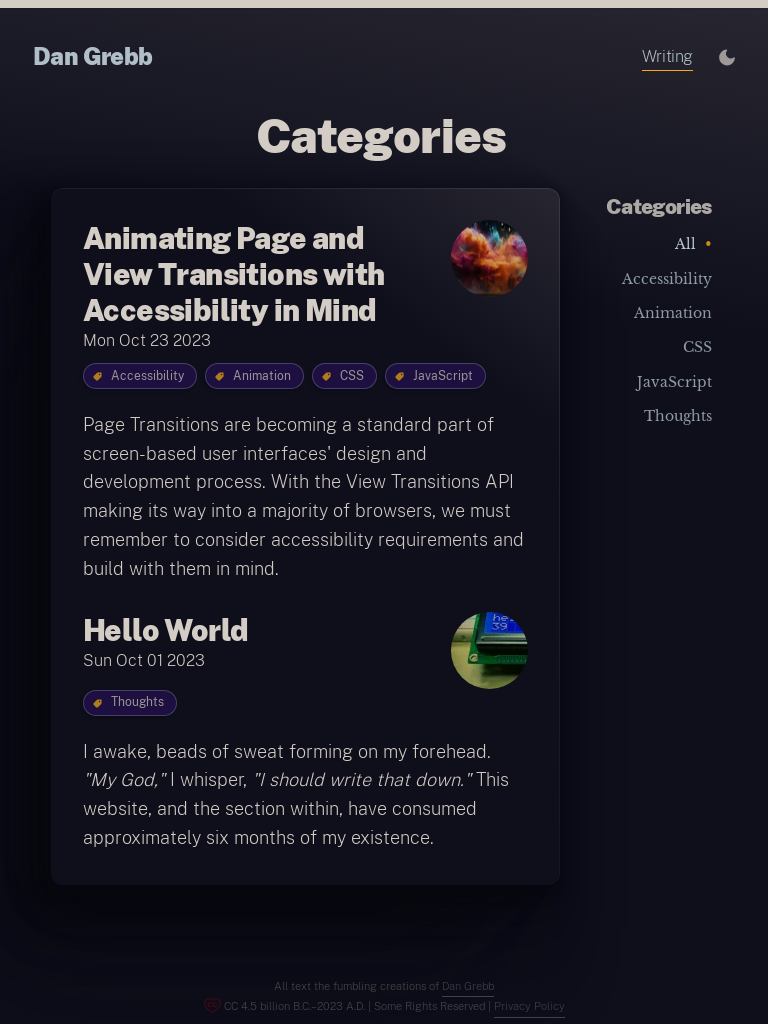 Dan Grebb
Writing
Categories
Animating Page and
View Transitions with
Accessibility in Mind
Mon Oct 23 2023
Accessibility
Animation
CSS
JavaScript
Page Transitions are becoming a standard part of
screen-based user interfaces' design and
development process. With the View Transitions API
making its way into a majority of browsers, we must
remember to consider accessibility requirements and
build with them in mind.
Hello World
Sun Oct 01 2023
Thoughts
I awake, beads of sweat forming on my forehead.
"My God," I whisper, "I should write that down." This
website, and the section within, have consumed
approximately six months of my existence.
Categories
All
Accessibility
Animation
CSS
JavaScript
Thoughts
All text the fumbling creations of Dan Grebb
CC 4.5 billion B.C.–2023 A.D. | Some Rights Reserved | Privacy Policy